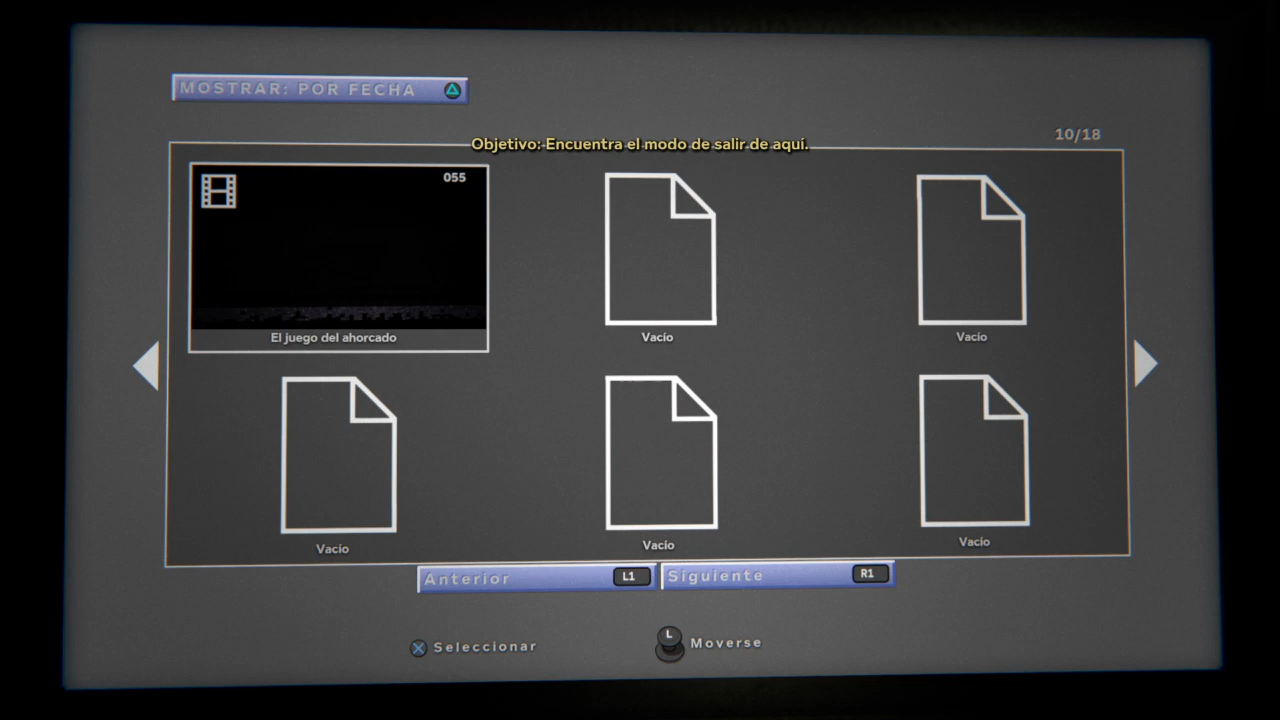 MOSTRAR: POR FECHA
10/18
Objetivo: Encuentra el modo de salir de aquí.
055
El juego del ahorcado
Vacío
Vacío
Vacío
Vacío
Vacío
Anterior L1
Siguiente R1
Seleccionar
L Moverse